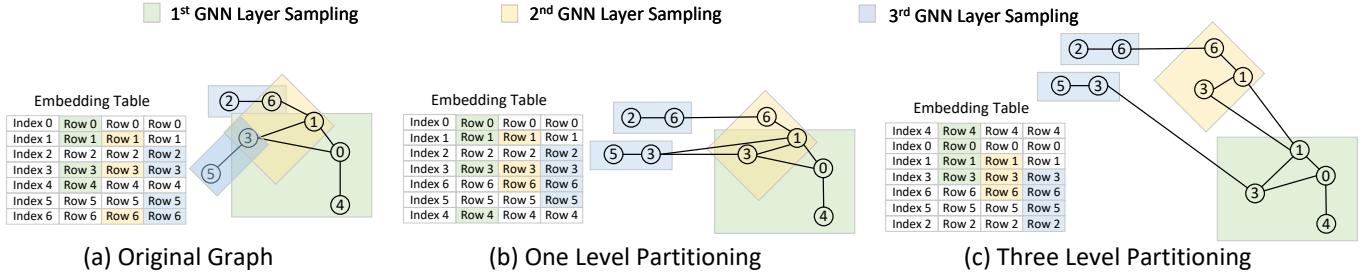 1st GNN Layer Sampling
2nd GNN Layer Sampling
3rd GNN Layer Sampling
Embedding Table
Index 0 Row 0 Row 0 Row 0
Index 1 Row 1 Row 1 Row 1
Index 2 Row 2 Row 2 Row 2
Index 3 Row 3 Row 3 Row 3
Index 4 Row 4 Row 4 Row 4
Index 5 Row 5 Row 5 Row 5
Index 6 Row 6 Row 6 Row 6
2 6
1
3
0
5
4
(a) Original Graph
Embedding Table
Index 0 Row 0 Row 0 Row 0
Index 1 Row 1 Row 1 Row 1
Index 2 Row 2 Row 2 Row 2
Index 3 Row 3 Row 3 Row 3
Index 6 Row 6 Row 6 Row 6
Index 5 Row 5 Row 5 Row 5
Index 4 Row 4 Row 4 Row 4
2 6 6
1
5 3 3
0
4
(b) One Level Partitioning
Embedding Table
Index 4 Row 4 Row 4 Row 4
Index 0 Row 0 Row 0 Row 0
Index 1 Row 1 Row 1 Row 1
Index 3 Row 3 Row 3 Row 3
Index 6 Row 6 Row 6 Row 6
Index 5 Row 5 Row 5 Row 5
Index 2 Row 2 Row 2 Row 2
2 6 6
1
5 3 3
1
0
3
4
(c) Three Level Partitioning